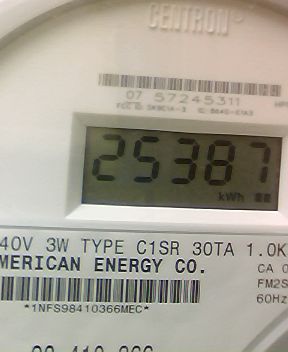 CENTRON
07 57245311
25387
kWh
40V 3W TYPE C1SR 30TA 1.0K
MERICAN ENERGY CO.
CA 0
FM2S
60Hz
*1NFS98410366MEC*